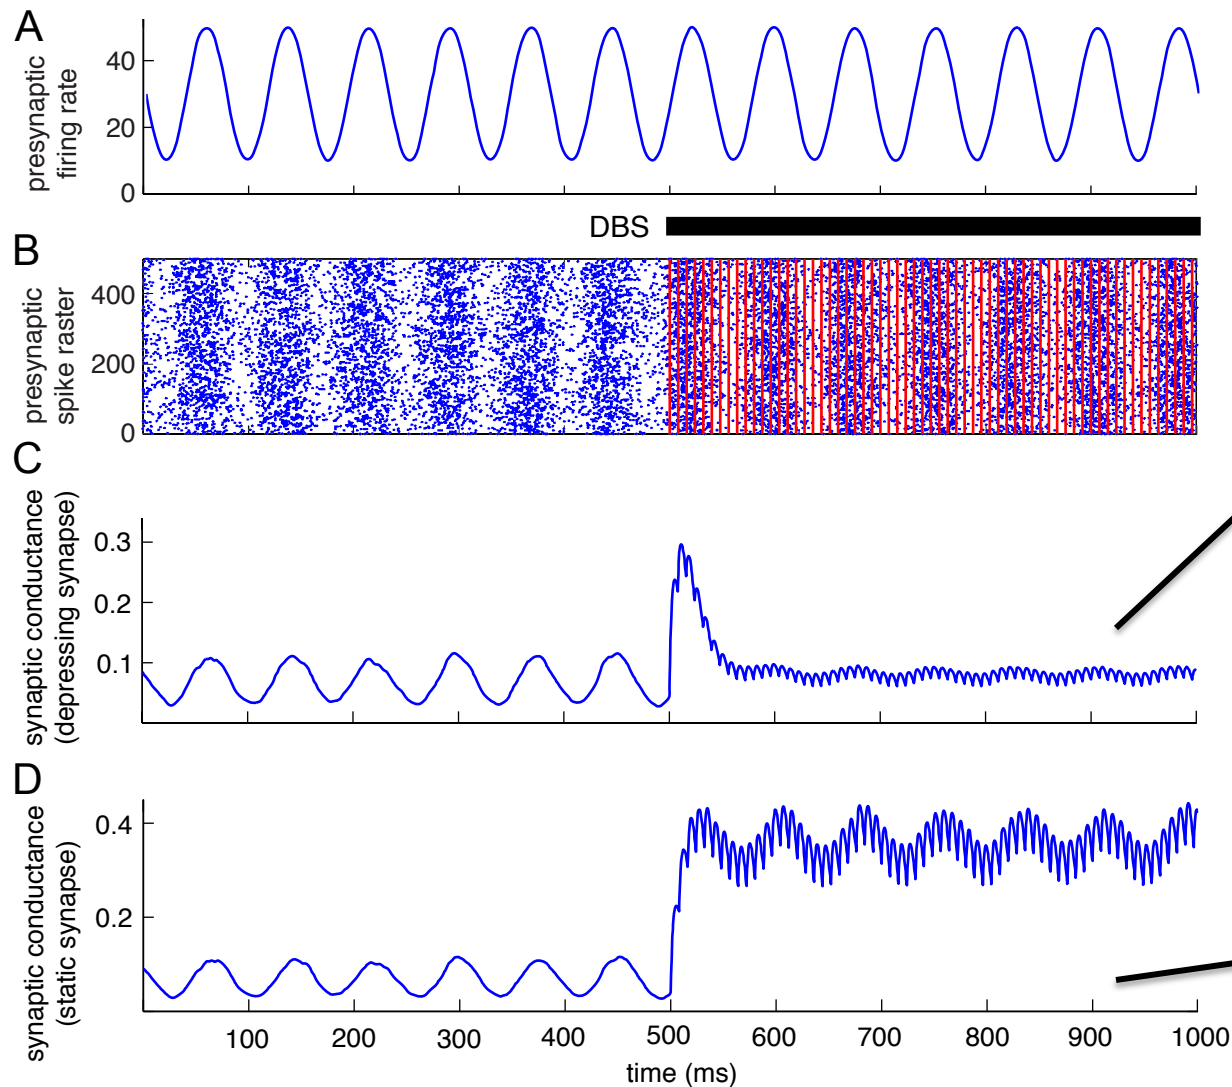 A
presynaptic
firing rate
40
20
0
DBS
B
presynaptic
spike raster
400
200
0
C
synaptic conductance
(depressing synapse)
0.3
0.2
0.1
D
synaptic conductance
(static synapse)
0.4
0.2
100 200 300 400 500 600 700 800 900 1000
time (ms)